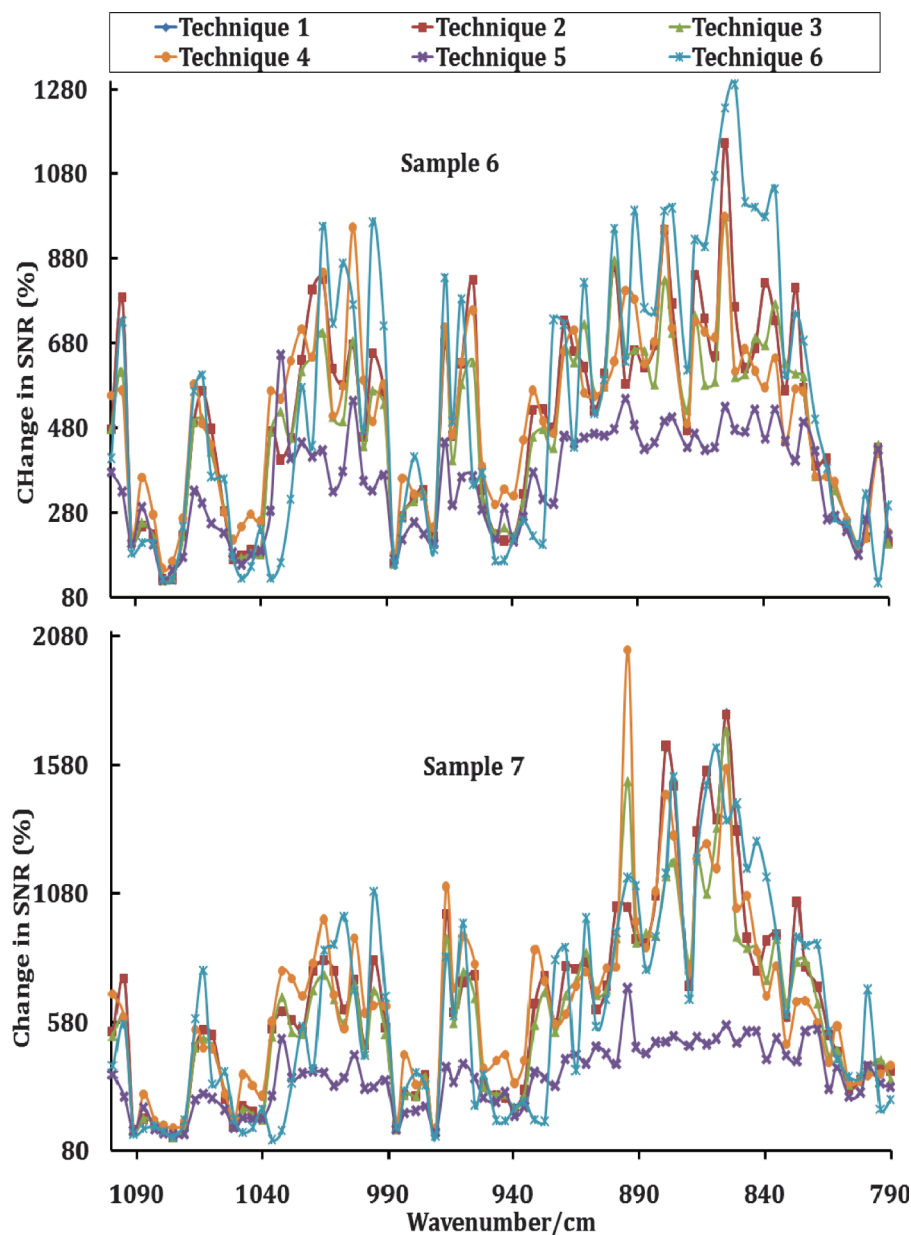 Technique 1 Technique 2 Technique 3
Technique 4 Technique 5 Technique 6
1280
1080
880
680
480
280
80
CHange in SNR (%)
Sample 6
2080
1580
1080
580
80
Change in SNR (%)
Sample 7
1090 1040 990 940 890 840 790
Wavenumber/cm